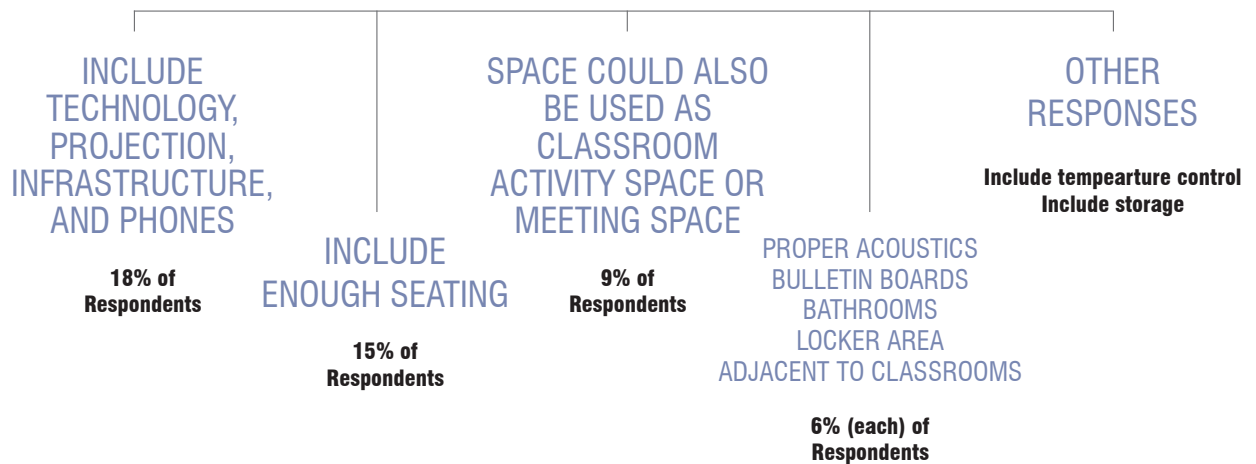 INCLUDE
TECHNOLOGY,
PROJECTION,
INFRASTRUCTURE,
AND PHONES
18% of
Respondents
INCLUDE
ENOUGH SEATING
15% of
Respondents
SPACE COULD ALSO
BE USED AS
CLASSROOM
ACTIVITY SPACE OR
MEETING SPACE
9% of
Respondents
PROPER ACOUSTICS
BULLETIN BOARDS
BATHROOMS
LOCKER AREA
ADJACENT TO CLASSROOMS
6% (each) of
Respondents
OTHER
RESPONSES
Include tempearture control
Include storage